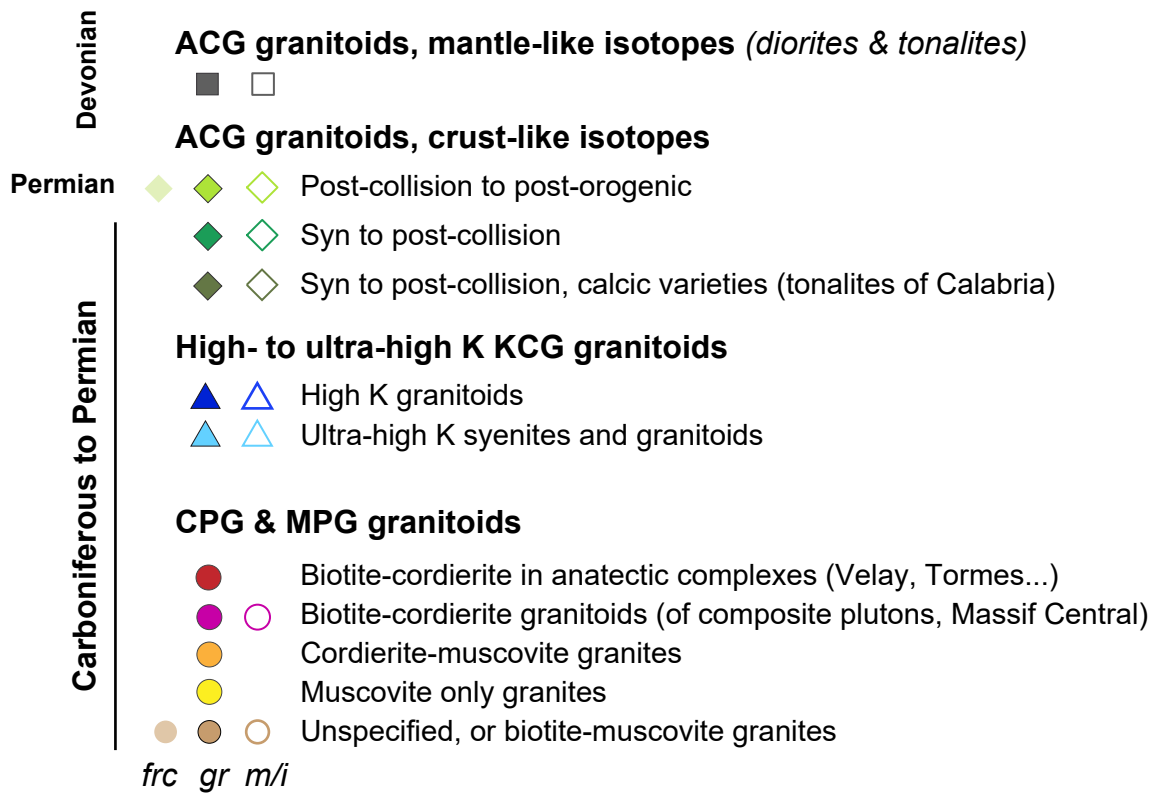 Devonian
ACG granitoids, mantle-like isotopes (diorites & tonalites)
ACG granitoids, crust-like isotopes
Permian
Post-collision to post-orogenic
Syn to post-collision
Syn to post-collision, calcic varieties (tonalites of Calabria)
Carboniferous to Permian
High- to ultra-high K KCG granitoids
High K granitoids
Ultra-high K syenites and granitoids
CPG & MPG granitoids
Biotite-cordierite in anatectic complexes (Velay, Tormes...)
Biotite-cordierite granitoids (of composite plutons, Massif Central)
Cordierite-muscovite granites
Muscovite only granites
Unspecified, or biotite-muscovite granites
frc gr m/i